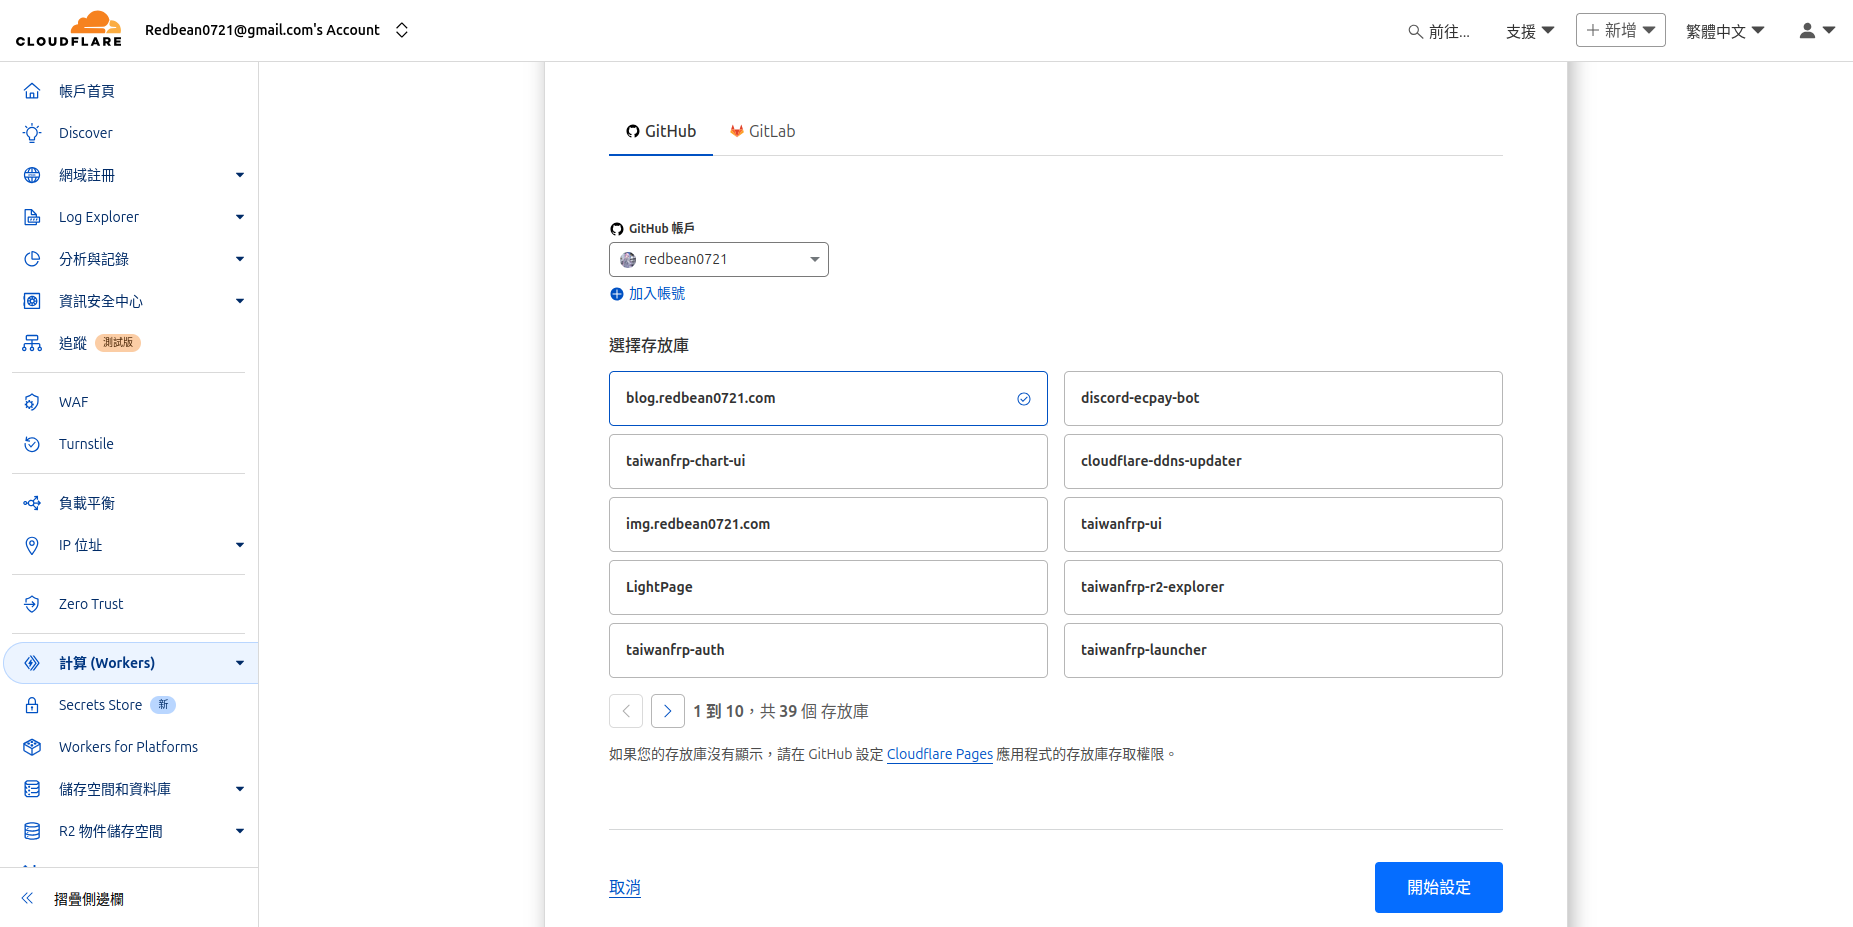 CLOUDFLARE
Redbean0721@gmail.com's Account
前往...
支援
新增
繁體中文
帳戶首頁
Discover
網域註冊
Log Explorer
分析與記錄
資訊安全中心
追蹤 測試版
WAF
Turnstile
負載平衡
IP 位址
Zero Trust
計算 (Workers)
Secrets Store 新
Workers for Platforms
儲存空間和資料庫
R2 物件儲存空間
摺疊側邊欄
GitHub
GitLab
GitHub 帳戶
redbean0721
加入帳號
選擇存放庫
blog.redbean0721.com
discord-ecpay-bot
taiwanfrp-chart-ui
cloudflare-ddns-updater
img.redbean0721.com
taiwanfrp-ui
LightPage
taiwanfrp-r2-explorer
taiwanfrp-auth
taiwanfrp-launcher
1 到 10，共 39 個 存放庫
如果您的存放庫沒有顯示，請在 GitHub 設定 Cloudflare Pages 應用程式的存放庫存取權限。
取消
開始設定